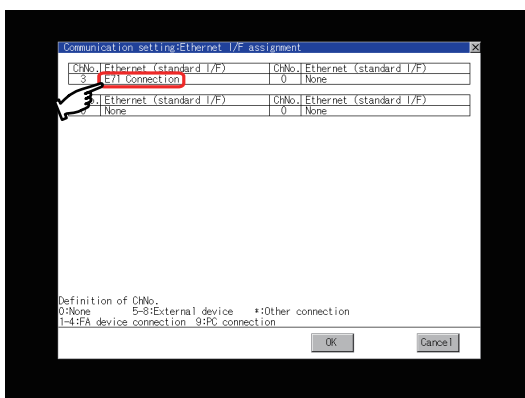 Communication setting:Ethernet I/F assignment
ChNo. Ethernet (standard I/F) ChNo. Ethernet (standard I/F)
3 E71 Connection 0 None
. Ethernet (standard I/F) ChNo. Ethernet (standard I/F)
0 None 0 None
Definition of ChNo.
0:None 5-8:External device *:Other connection
1-4:FA device connection 9:PC connection
OK Cancel